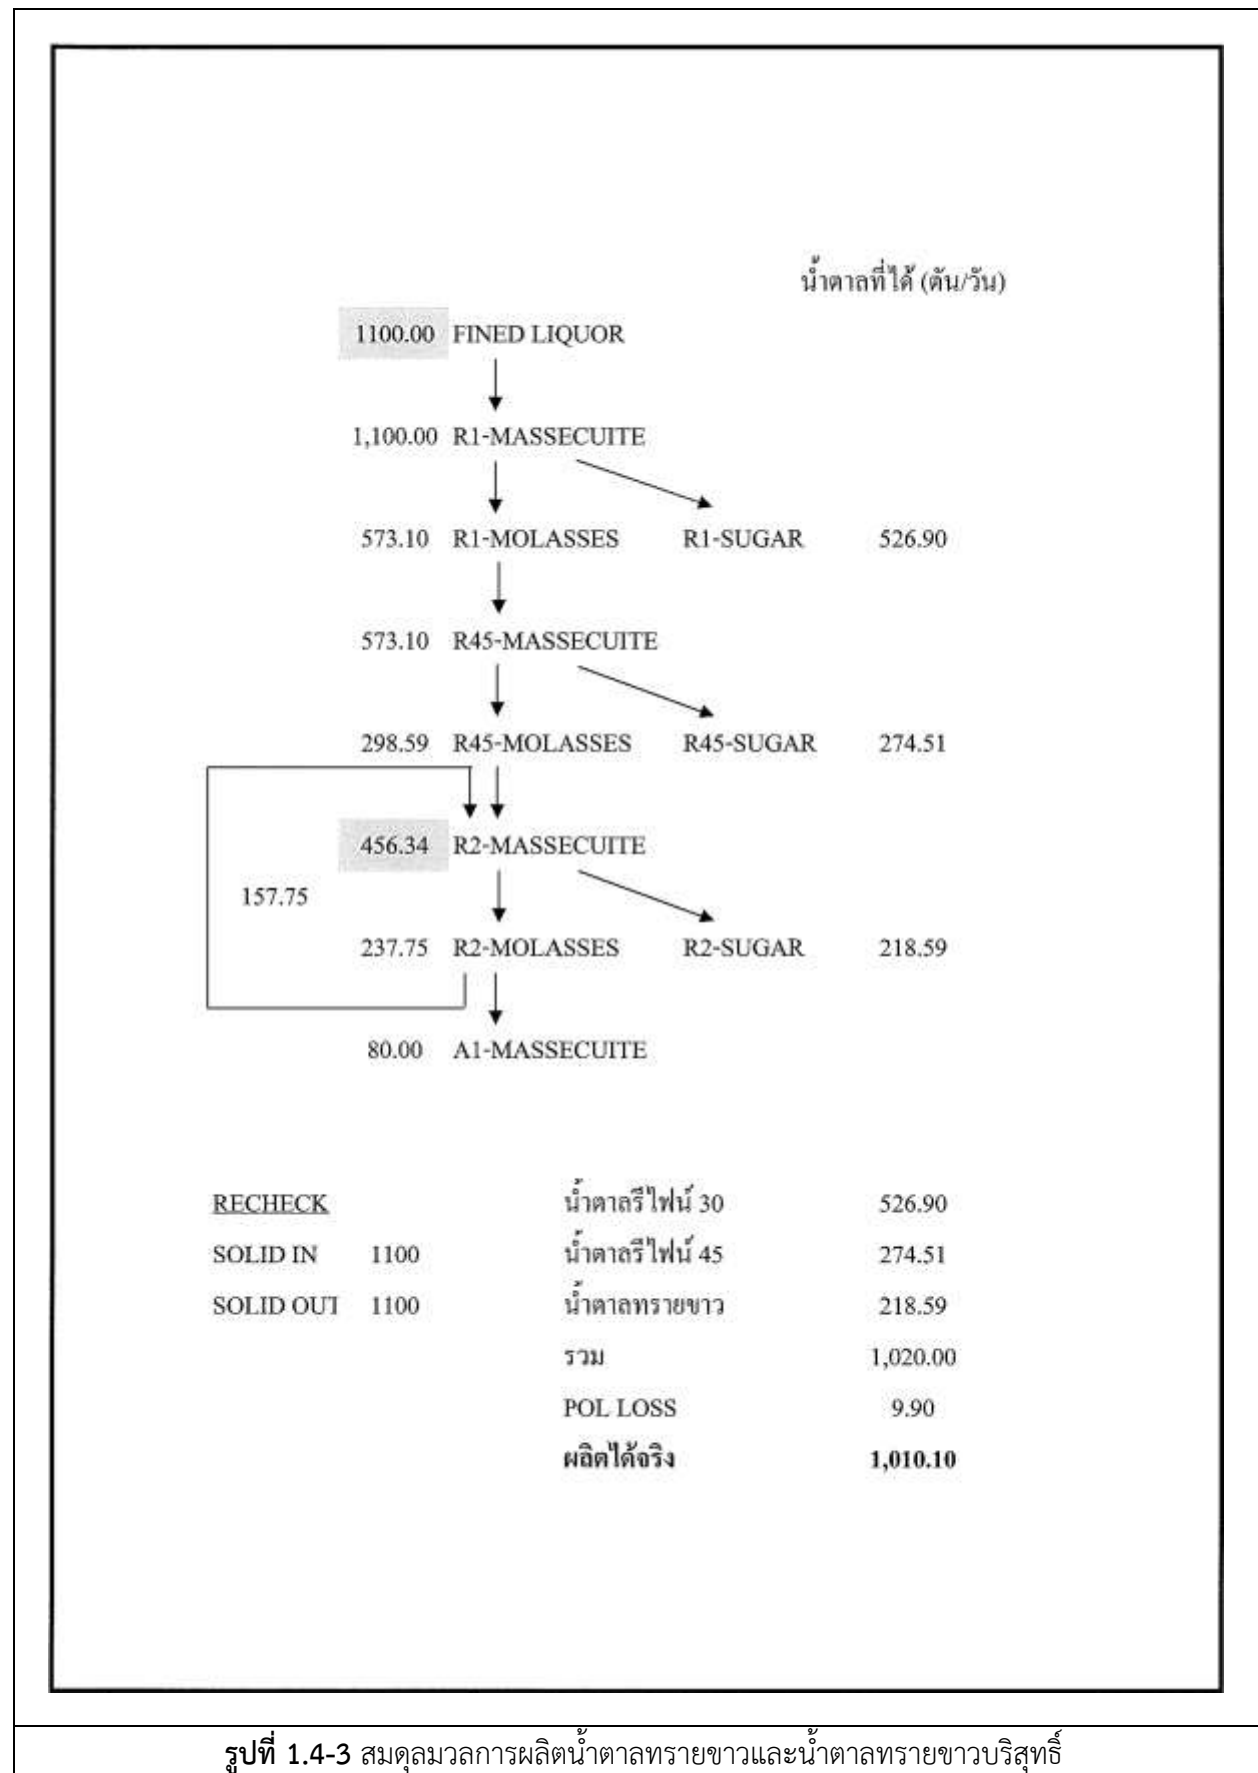 น้ำตาลที่ได้ (ตัน/วัน)
1100.00 FINED LIQUOR
1,100.00 R1-MASSECUITE
573.10 R1-MOLASSES R1-SUGAR 526.90
573.10 R45-MASSECUITE
298.59 R45-MOLASSES R45-SUGAR 274.51
456.34 R2-MASSECUITE
157.75
237.75 R2-MOLASSES R2-SUGAR 218.59
80.00 A1-MASSECUITE
RECHECK น้ำตาลรีไฟน์ 30 526.90
SOLID IN 1100 น้ำตาลรีไฟน์ 45 274.51
SOLID OUT 1100 น้ำตาลทรายขาว 218.59
รวม 1,020.00
POL LOSS 9.90
ผลิตได้จริง 1,010.10
รูปที่ 1.4-3 สมดุลมวลการผลิตน้ำตาลทรายขาวและน้ำตาลทรายขาวบริสุทธิ์